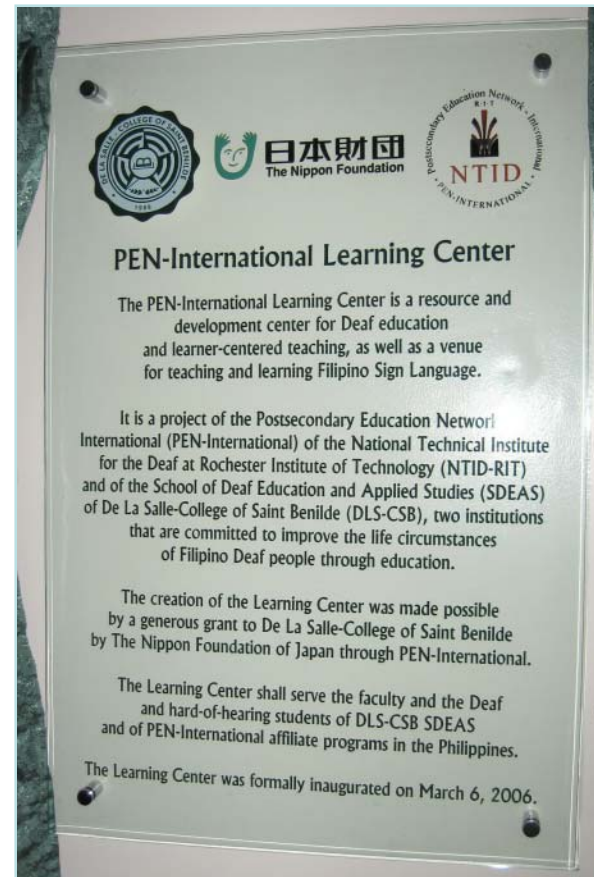 DE LA SALLE - COLLEGE OF SAINT BENILDE
1988
日本財団
The Nippon Foundation
Postsecondary Education Network - International
R·I·T
NTID
PEN-INTERNATIONAL
PEN-International Learning Center
The PEN-International Learning Center is a resource and
development center for Deaf education
and learner-centered teaching, as well as a venue
for teaching and learning Filipino Sign Language.
It is a project of the Postsecondary Education Networl
International (PEN-International) of the National Technical Institute
for the Deaf at Rochester Institute of Technology (NTID-RIT)
and of the School of Deaf Education and Applied Studies (SDEAS)
of De La Salle-College of Saint Benilde (DLS-CSB), two institutions
that are committed to improve the life circumstances
of Filipino Deaf people through education.
The creation of the Learning Center was made possible
by a generous grant to De La Salle-College of Saint Benilde
by The Nippon Foundation of Japan through PEN-International.
The Learning Center shall serve the faculty and the Deaf
and hard-of-hearing students of DLS-CSB SDEAS
and of PEN-International affiliate programs in the Philippines.
The Learning Center was formally inaugurated on March 6, 2006.